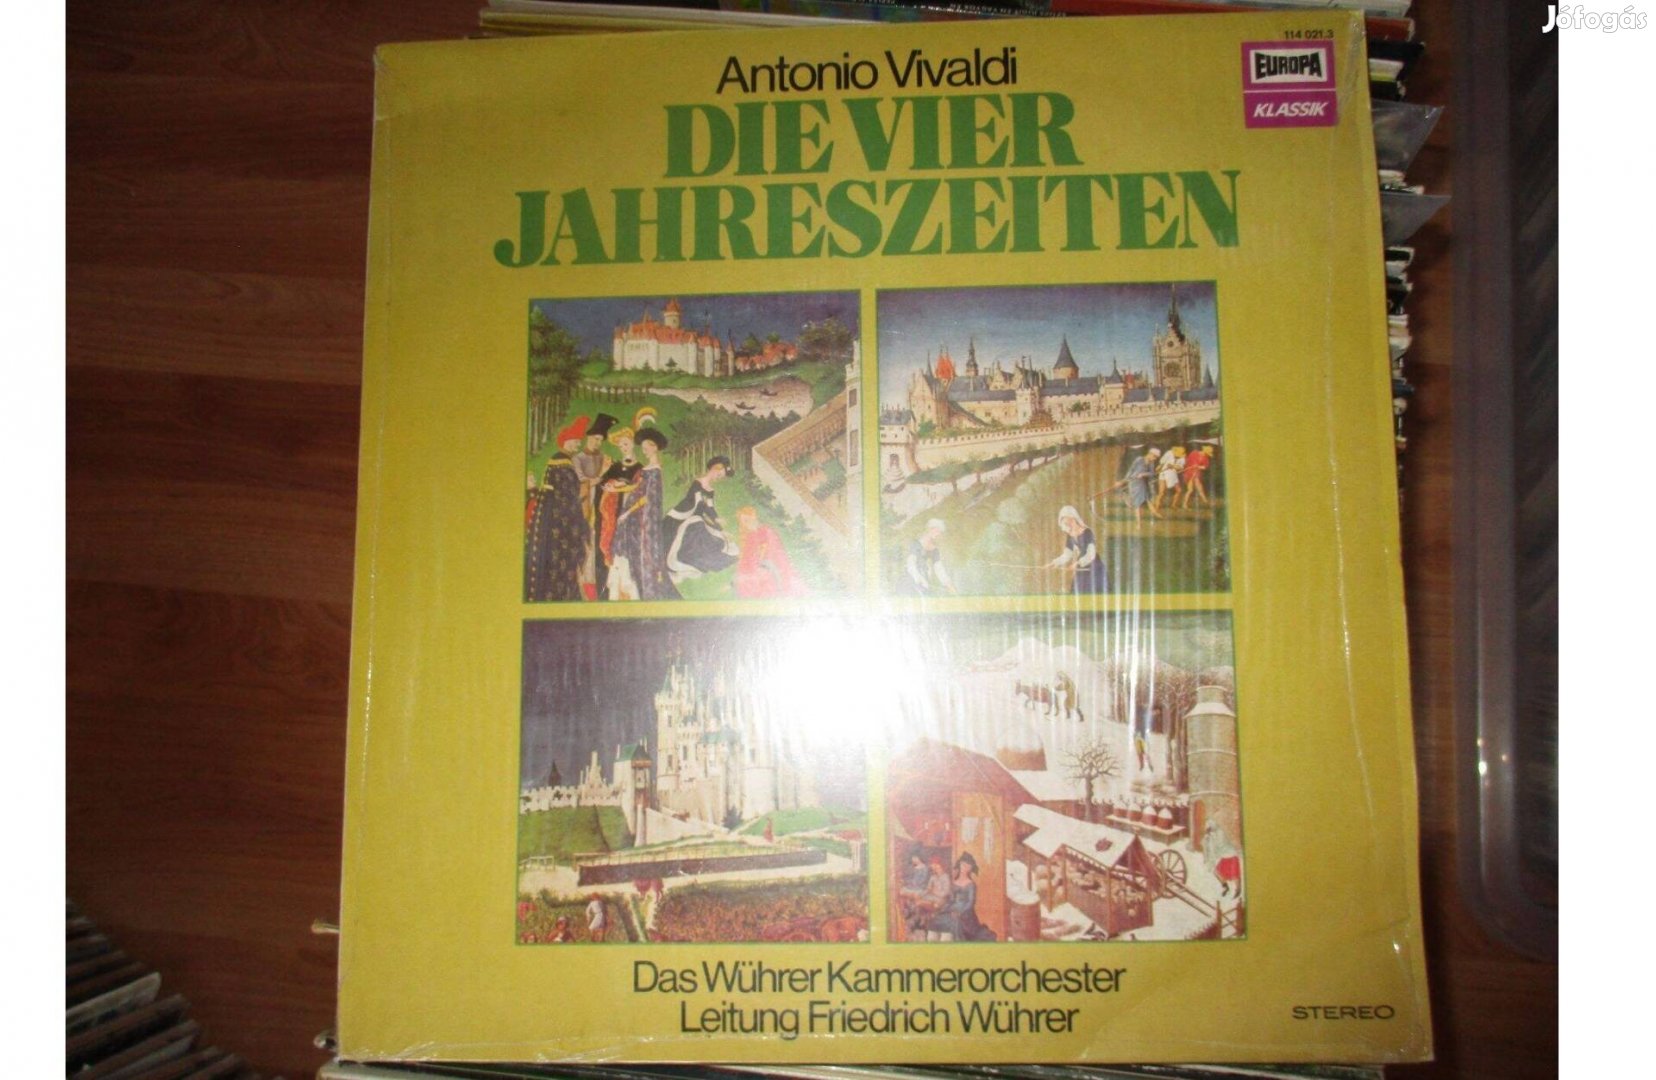 Jófogás
114 021.3
EUROPA
KLASSIK
Antonio Vivaldi
DIE VIER
JAHRESZEITEN
Das Wührer Kammerorchester
Leitung Friedrich Wührer
STEREO